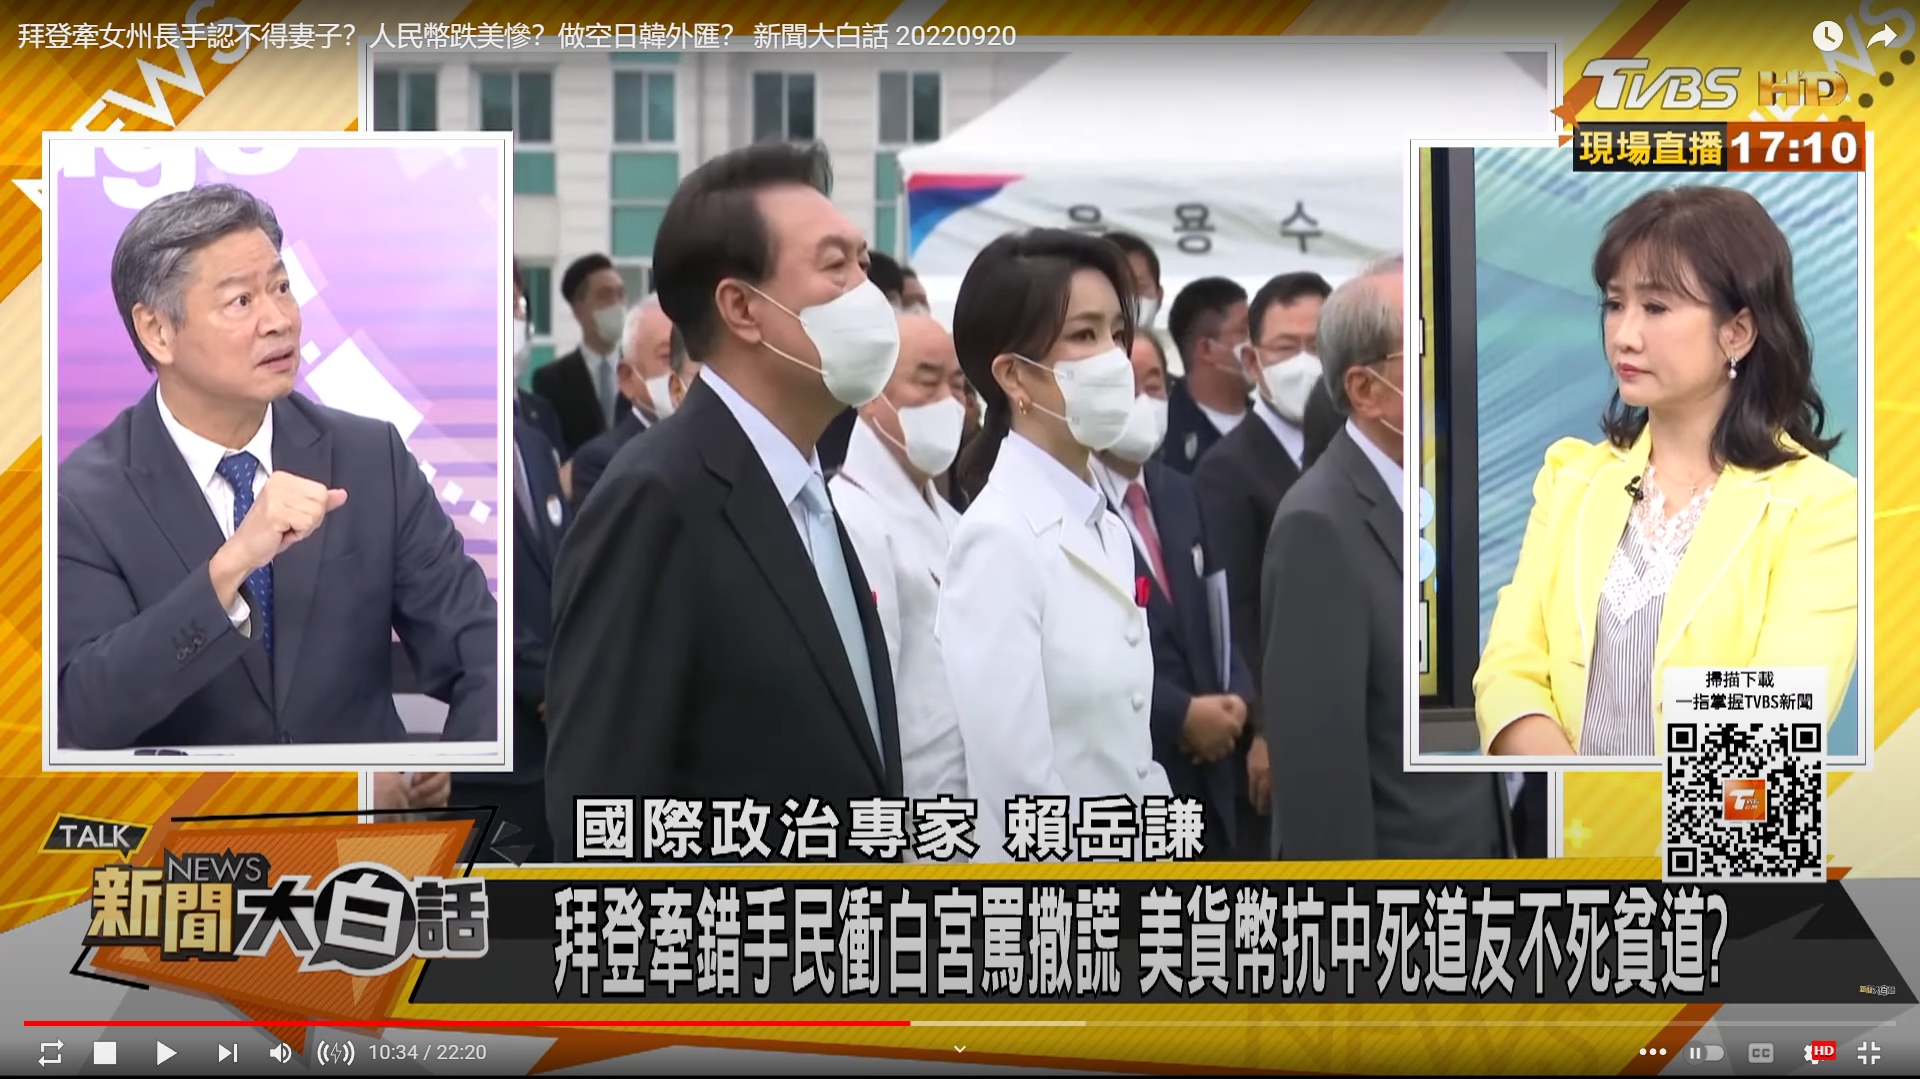 拜登牽女州長手認不得妻子？ 人民幣跌美慘？做空日韓外匯？ 新聞大白話 20220920
NEWS
TVBS HD
現場直播 17:10
용수
掃描下載
一指掌握TVBS新聞
國際政治專家 賴岳謙
TALK
NEWS
新聞大白話
拜登牽錯手民衝白宮罵撒謊 美貨幣抗中死道友不死貧道?
NEWS
10:34 / 22:20
CC
HD